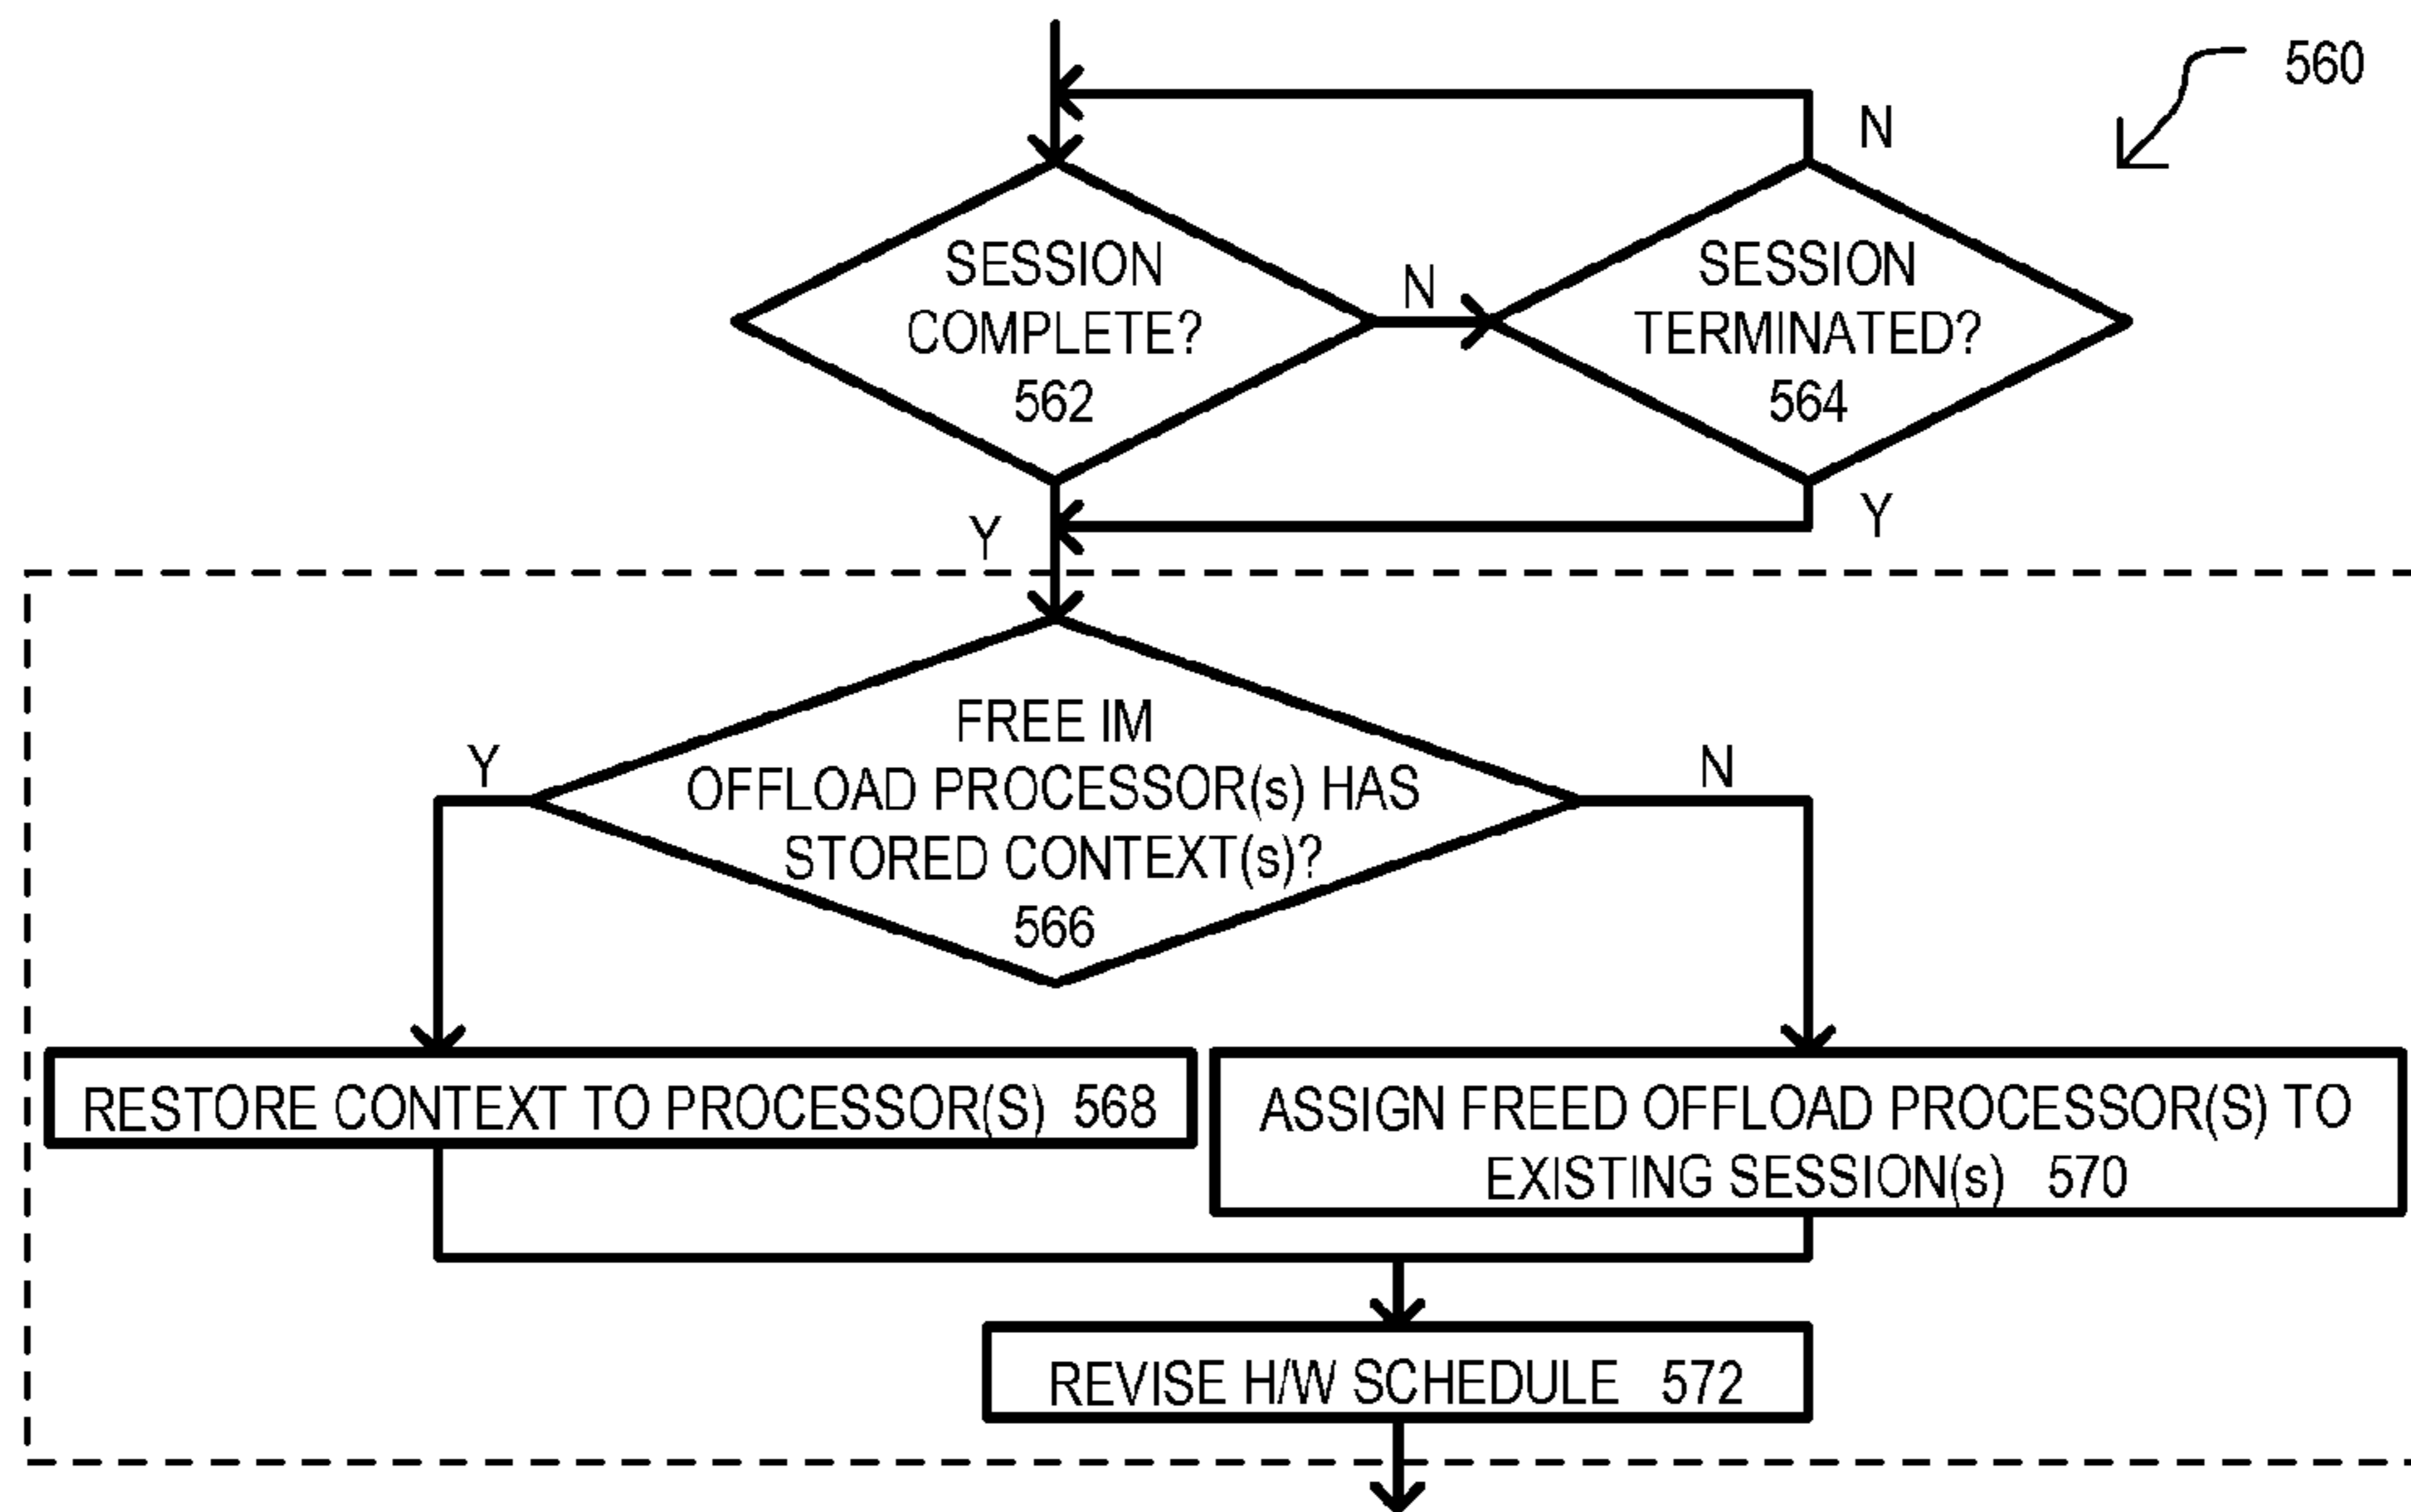 560
N
SESSION
COMPLETE?
562
N
SESSION
TERMINATED?
564
Y
Y
FREE IM
OFFLOAD PROCESSOR(s) HAS
STORED CONTEXT(s)?
566
Y
N
RESTORE CONTEXT TO PROCESSOR(S) 568
ASSIGN FREED OFFLOAD PROCESSOR(S) TO
EXISTING SESSION(s) 570
REVISE H/W SCHEDULE 572